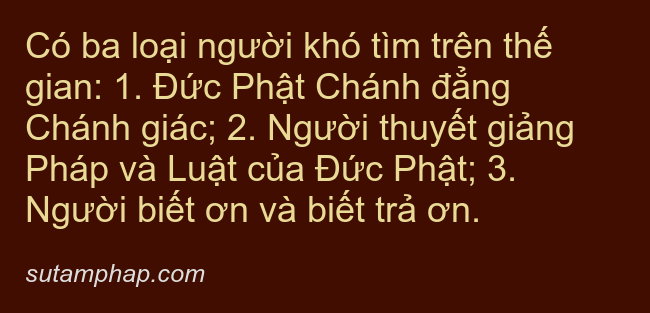 Có ba loại người khó tìm trên thế
gian: 1. Đức Phật Chánh đẳng
Chánh giác; 2. Người thuyết giảng
Pháp và Luật của Đức Phật; 3.
Người biết ơn và biết trả ơn.
sutamphap.com